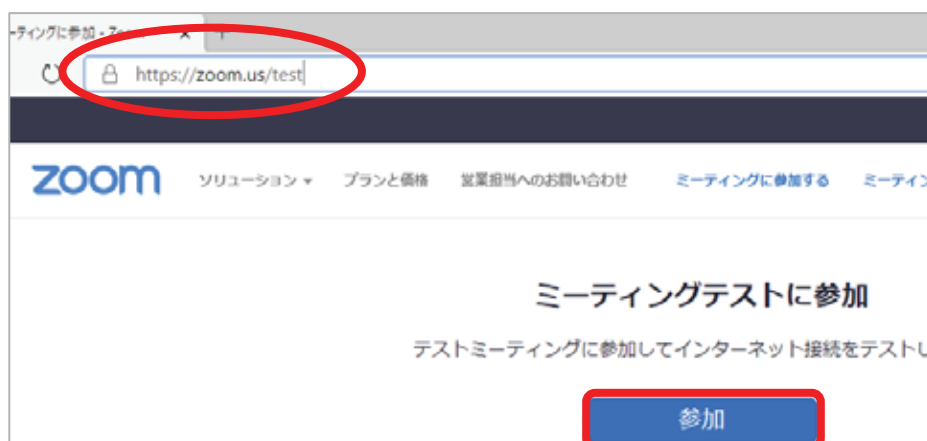 ーティングに参加 - Zoom
https://zoom.us/test
zoom ソリューション プランと価格 営業担当へのお問い合わせ ミーティングに参加する ミーティン
ミーティングテストに参加
テストミーティングに参加してインターネット接続をテストし
参加